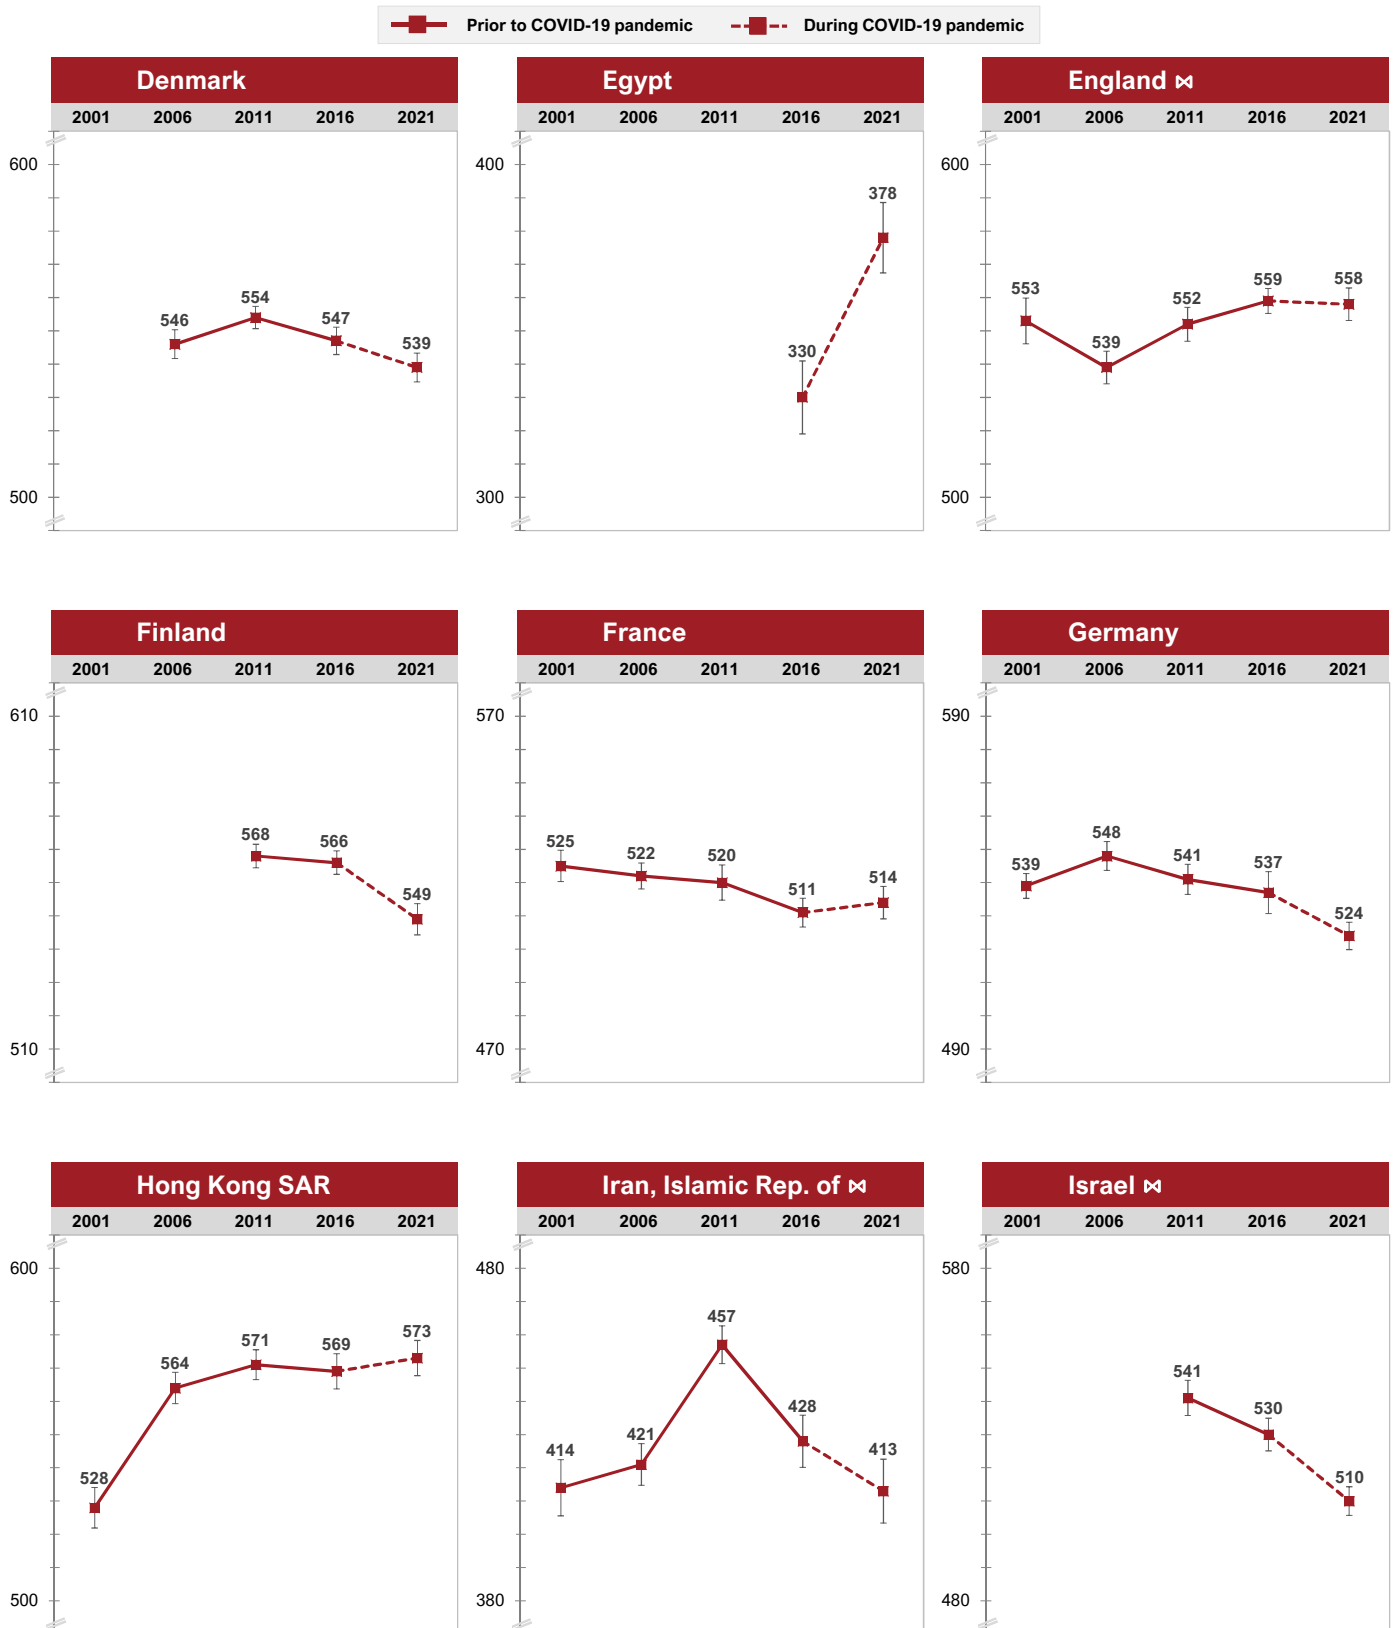 Prior to COVID-19 pandemic During COVID-19 pandemic
Denmark Egypt England ⋈
2001 2006 2011 2016 2021 2001 2006 2011 2016 2021 2001 2006 2011 2016 2021
600 400 600
546 554 547 539
330 378
553 539 552 559 558
500 300 500
Finland France Germany
2001 2006 2011 2016 2021 2001 2006 2011 2016 2021 2001 2006 2011 2016 2021
610 570 590
568 566 549
525 522 520 511 514
539 548 541 537 524
510 470 490
Hong Kong SAR Iran, Islamic Rep. of ⋈ Israel ⋈
2001 2006 2011 2016 2021 2001 2006 2011 2016 2021 2001 2006 2011 2016 2021
600 480 580
528 564 571 569 573
414 421 457 428 413
541 530 510
500 380 480